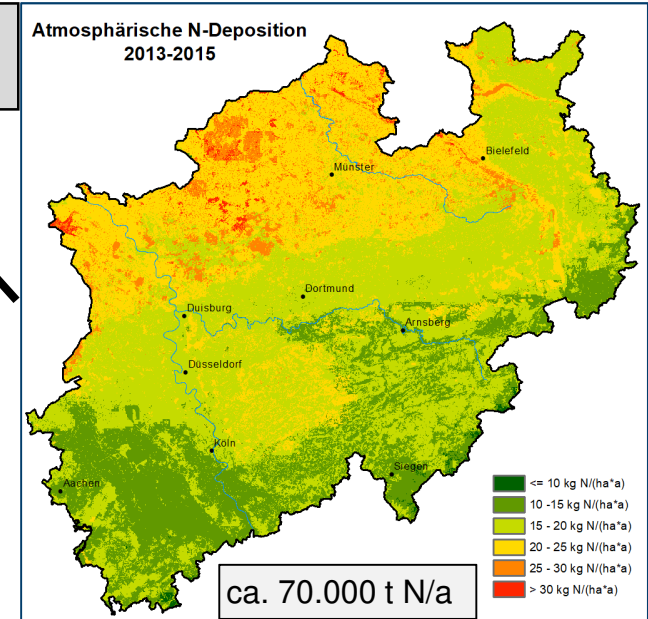 Atmosphärische N-Deposition
2013-2015
Bielefeld
Münster
Dortmund
Duisburg
Arnsberg
Düsseldorf
Köln
Siegen
Aachen
<= 10 kg N/(ha*a)
10 -15 kg N/(ha*a)
15 - 20 kg N/(ha*a)
20 - 25 kg N/(ha*a)
25 - 30 kg N/(ha*a)
> 30 kg N/(ha*a)
ca. 70.000 t N/a